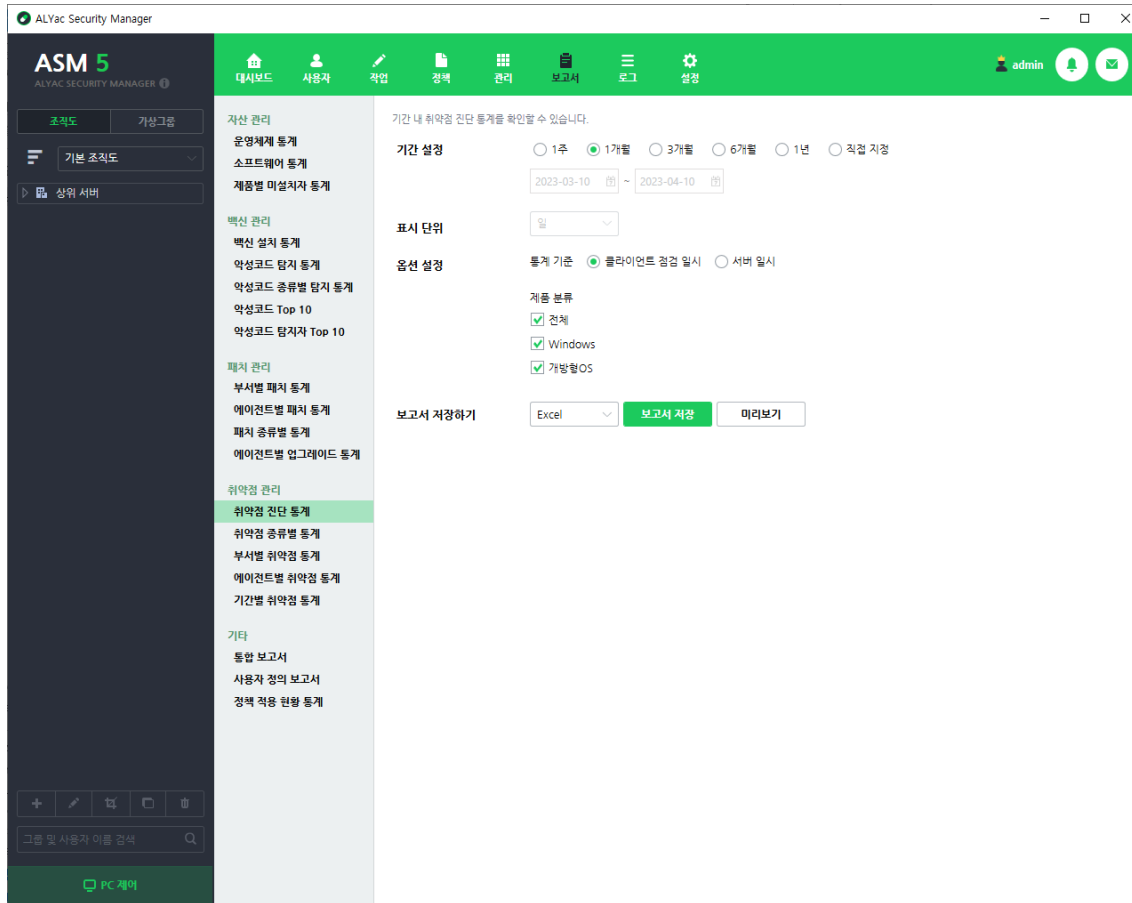 ALYac Security Manager
ASM 5
ALYAC SECURITY MANAGER
대시보드 사용자 작업 정책 관리 보고서 로그 설정
admin
조직도 가상그룹
기본 조직도
상위 서버
그룹 및 사용자 이름 검색
PC 제어
자산 관리
운영체제 통계
소프트웨어 통계
제품별 미설치자 통계
백신 관리
백신 설치 통계
악성코드 탐지 통계
악성코드 종류별 탐지 통계
악성코드 Top 10
악성코드 탐지자 Top 10
패치 관리
부서별 패치 통계
에이전트별 패치 통계
패치 종류별 통계
에이전트별 업그레이드 통계
취약점 관리
취약점 진단 통계
취약점 종류별 통계
부서별 취약점 통계
에이전트별 취약점 통계
기간별 취약점 통계
기타
통합 보고서
사용자 정의 보고서
정책 적용 현황 통계
기간 내 취약점 진단 통계를 확인할 수 있습니다.
기간 설정 1주 1개월 3개월 6개월 1년 직접 지정
2023-03-10 ~ 2023-04-10
표시 단위 일
옵션 설정 통계 기준 클라이언트 점검 일시 서버 일시
제품 분류
전체
Windows
개방형OS
보고서 저장하기 Excel 보고서 저장 미리보기